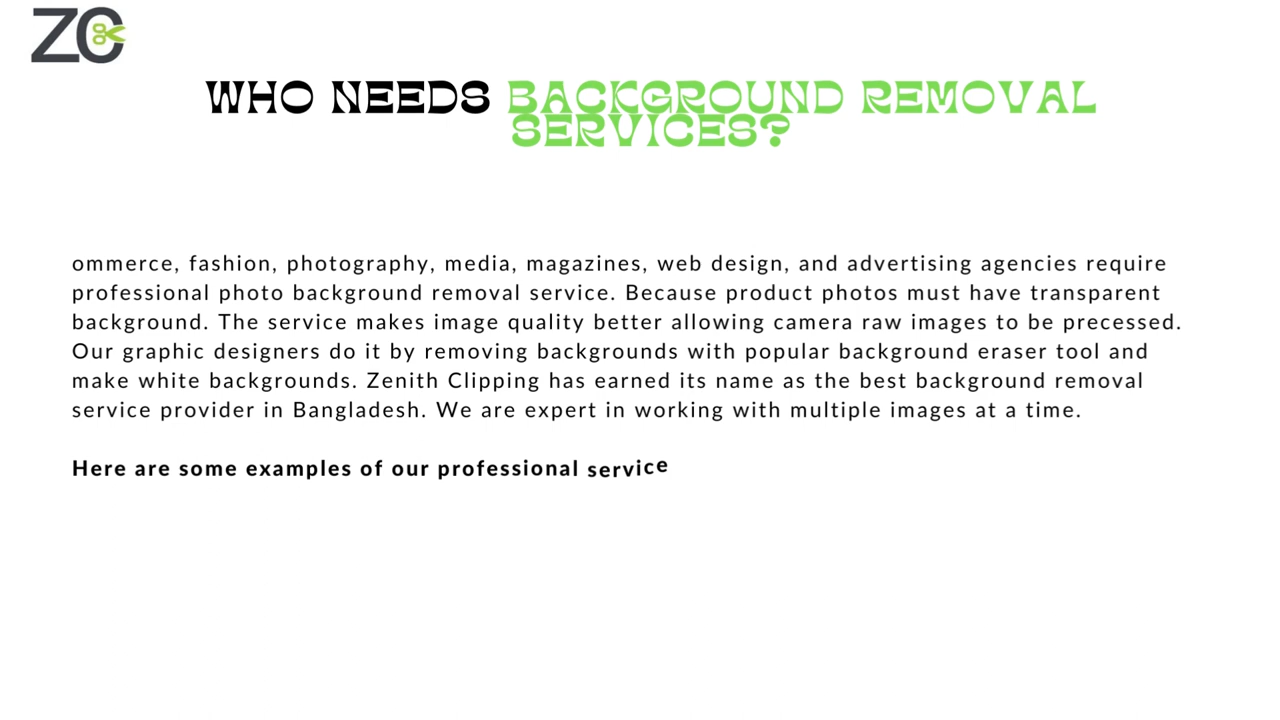 ZC
WHO NEEDS BACKGROUND REMOVAL
SERVICES?
ommerce, fashion, photography, media, magazines, web design, and advertising agencies require
professional photo background removal service. Because product photos must have transparent
background. The service makes image quality better allowing camera raw images to be precessed.
Our graphic designers do it by removing backgrounds with popular background eraser tool and
make white backgrounds. Zenith Clipping has earned its name as the best background removal
service provider in Bangladesh. We are expert in working with multiple images at a time.
Here are some examples of our professional service